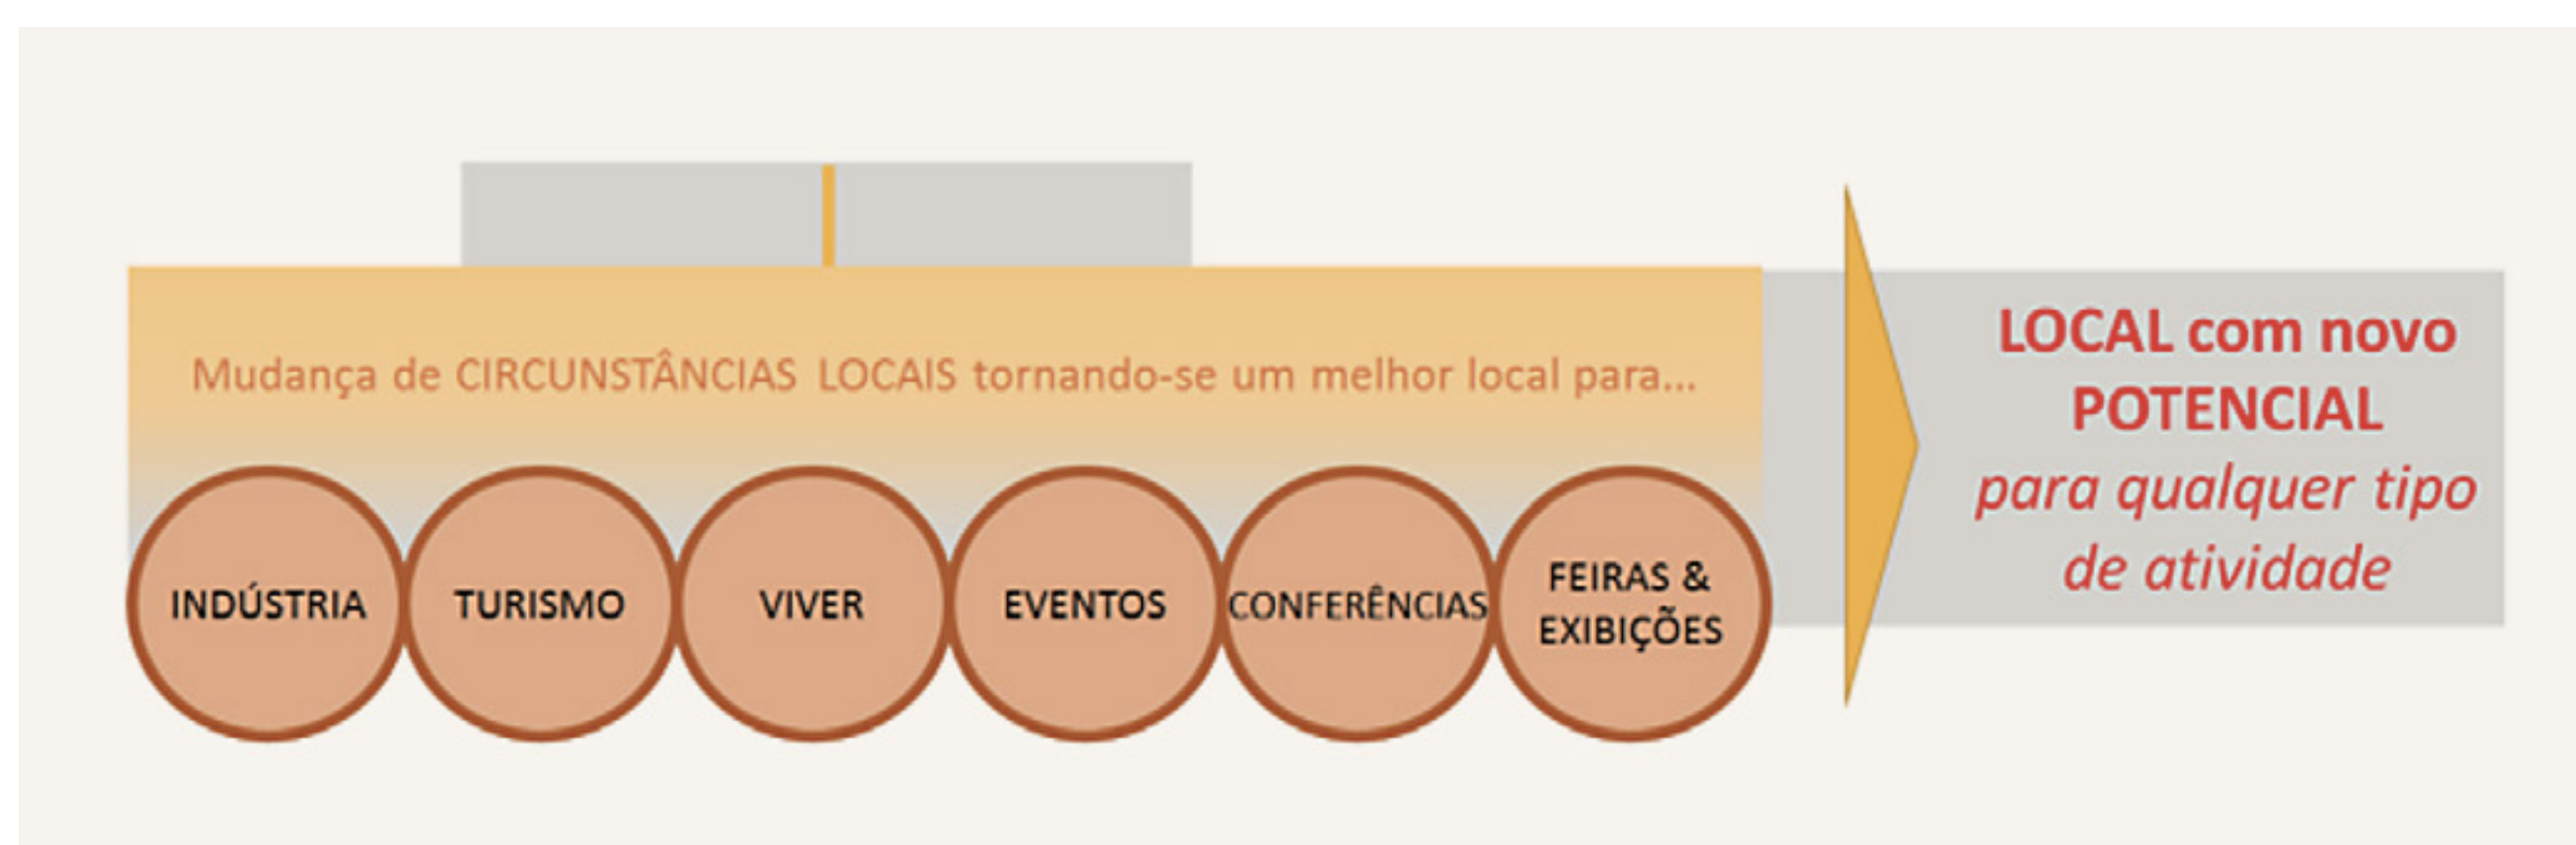 Mudança de CIRCUNSTÂNCIAS LOCAIS tornando-se um melhor local para...
INDÚSTRIA
TURISMO
VIVER
EVENTOS
CONFERÊNCIAS
FEIRAS &
EXIBIÇÕES
LOCAL com novo
POTENCIAL
para qualquer tipo
de atividade